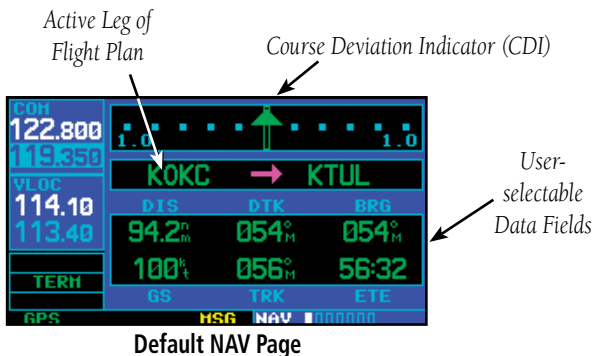 Active Leg of
Flight Plan
Course Deviation Indicator (CDI)
COM
122.800
119.350
VLOC
114.10
113.40
TERM
GPS
1.0 1.0
KOKC → KTUL
DIS DTK BRG
94.2nm 054°M 054°M
100kt 056°M 56:32
GS TRK ETE
MSG NAV
User-
selectable
Data Fields
Default NAV Page